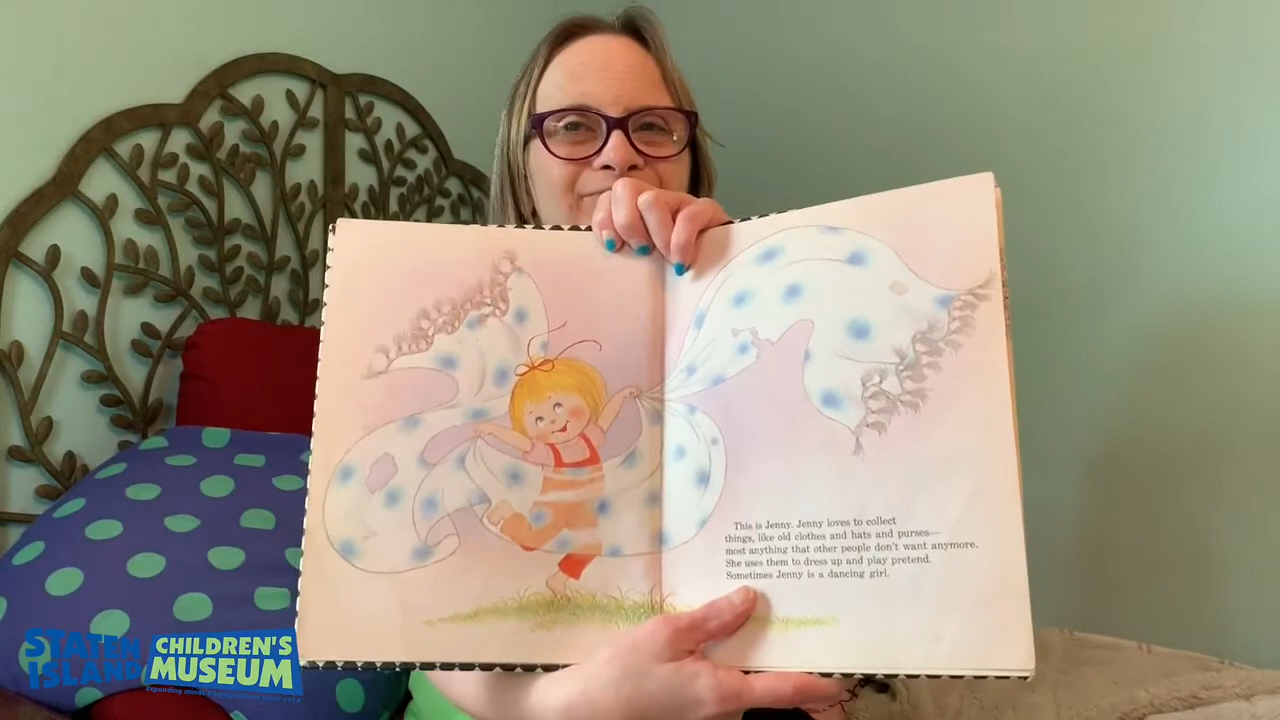 This is Jenny. Jenny loves to collect
things, like old clothes and hats and purses—
most anything that other people don't want anymore.
She uses them to dress up and play pretend.
Sometimes Jenny is a dancing girl.
STATEN
ISLAND
CHILDREN'S
MUSEUM